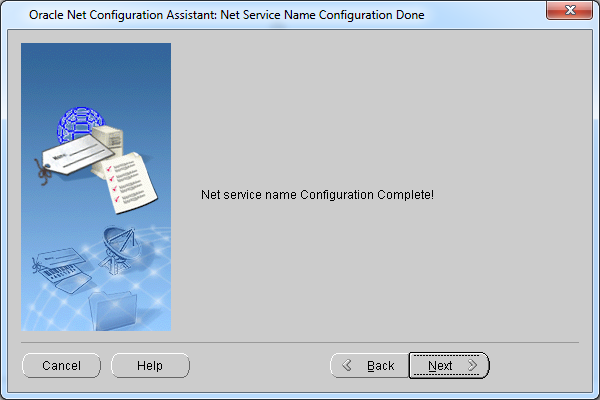 Oracle Net Configuration Assistant: Net Service Name Configuration Done
Net service name Configuration Complete!
Cancel
Help
Back
Next